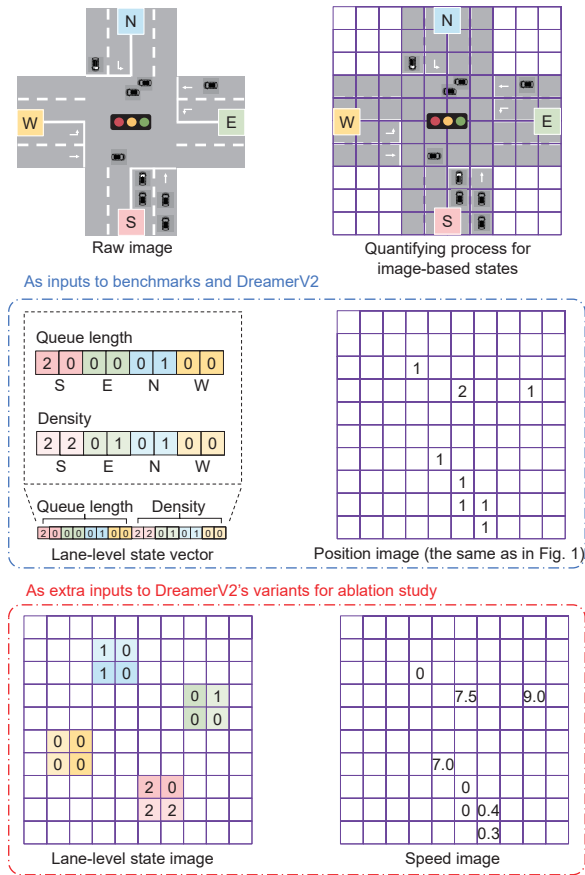 N
W
E
S
Raw image
N
W
E
S
Quantifying process for
image-based states
As inputs to benchmarks and DreamerV2
Queue length
2 0 0 0 0 1 0 0
S E N W
Density
2 2 0 1 0 1 0 0
S E N W
Queue length Density
2 0 0 0 0 1 0 0 2 2 0 1 0 1 0 0
Lane-level state vector
1
2 1
1
1
1 1
1
Position image (the same as in Fig. 1)
As extra inputs to DreamerV2's variants for ablation study
1 0
1 0
0 1
0 0
0 0
0 0
2 0
2 2
Lane-level state image
0
7.5 9.0
7.0
0
0 0.4
0.3
Speed image